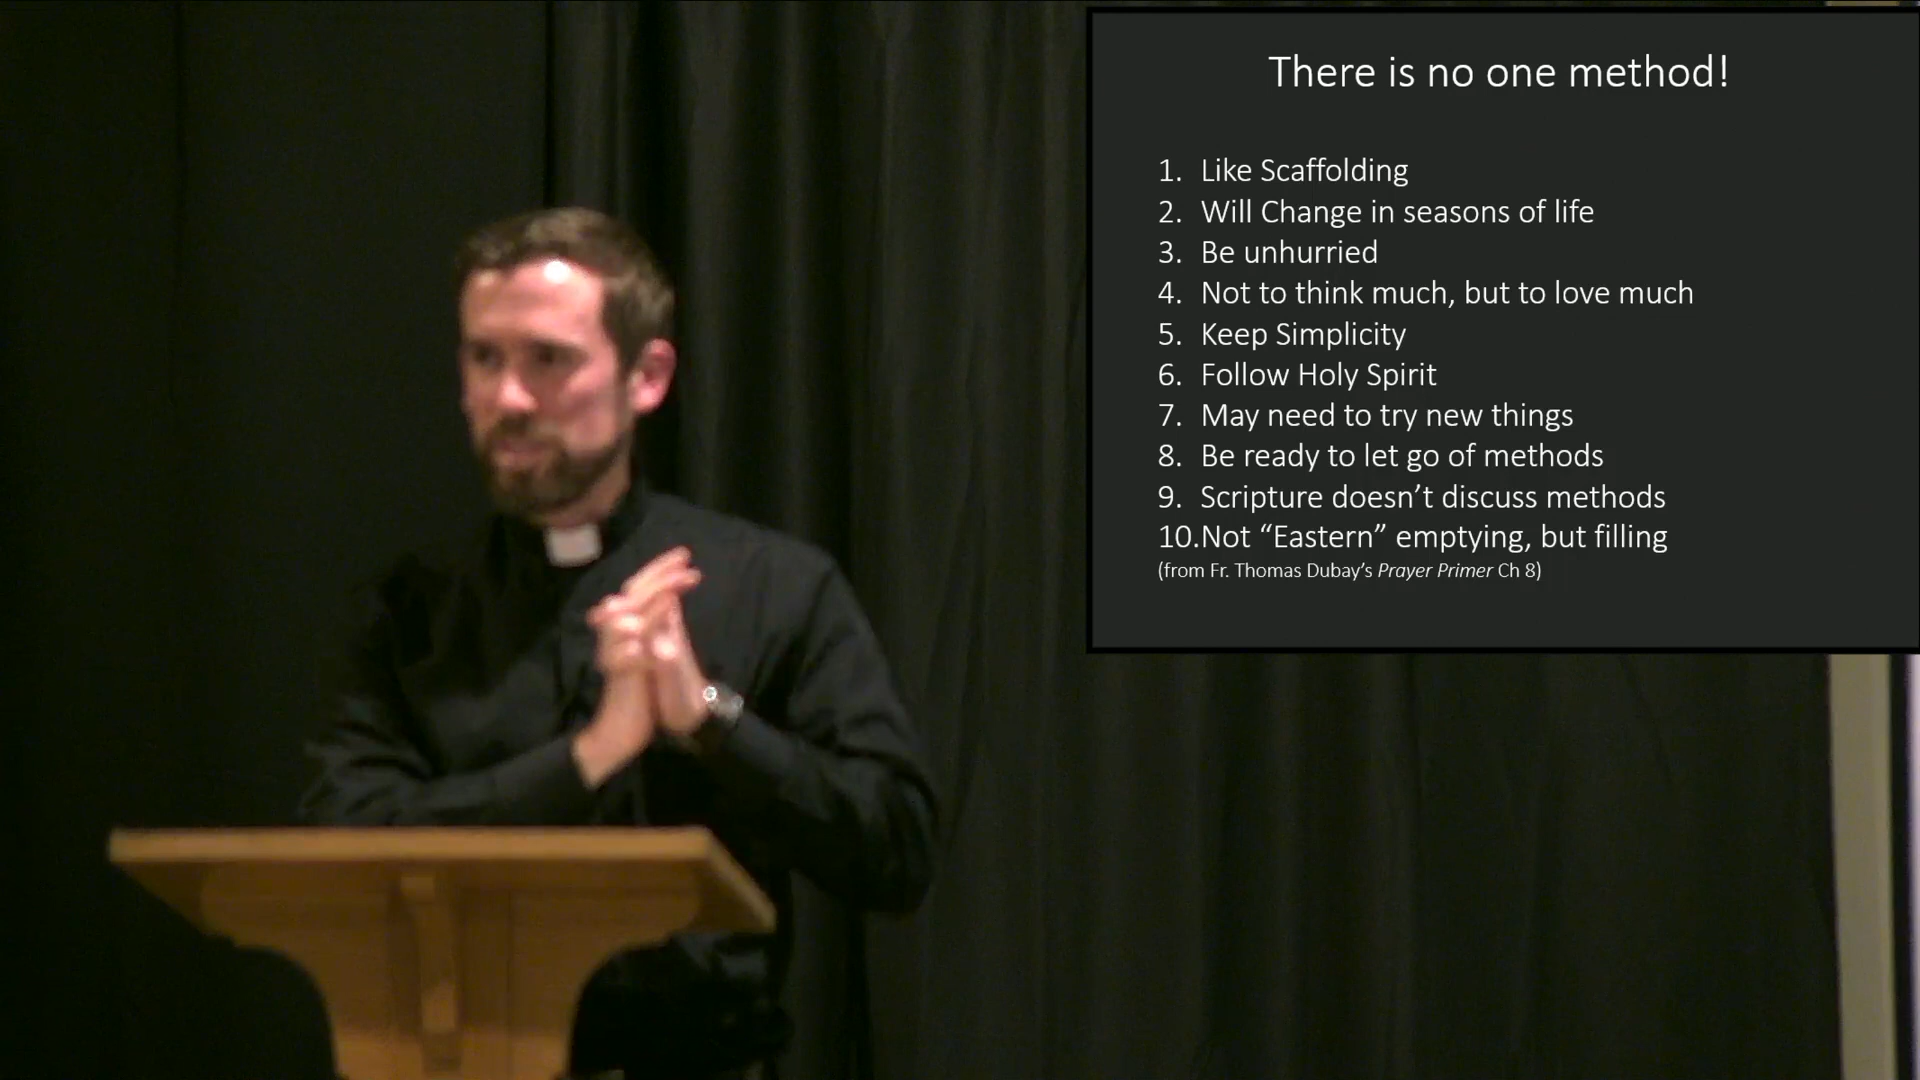 There is no one method!
1. Like Scaffolding
2. Will Change in seasons of life
3. Be unhurried
4. Not to think much, but to love much
5. Keep Simplicity
6. Follow Holy Spirit
7. May need to try new things
8. Be ready to let go of methods
9. Scripture doesn’t discuss methods
10.Not “Eastern” emptying, but filling
(from Fr. Thomas Dubay’s Prayer Primer Ch 8)